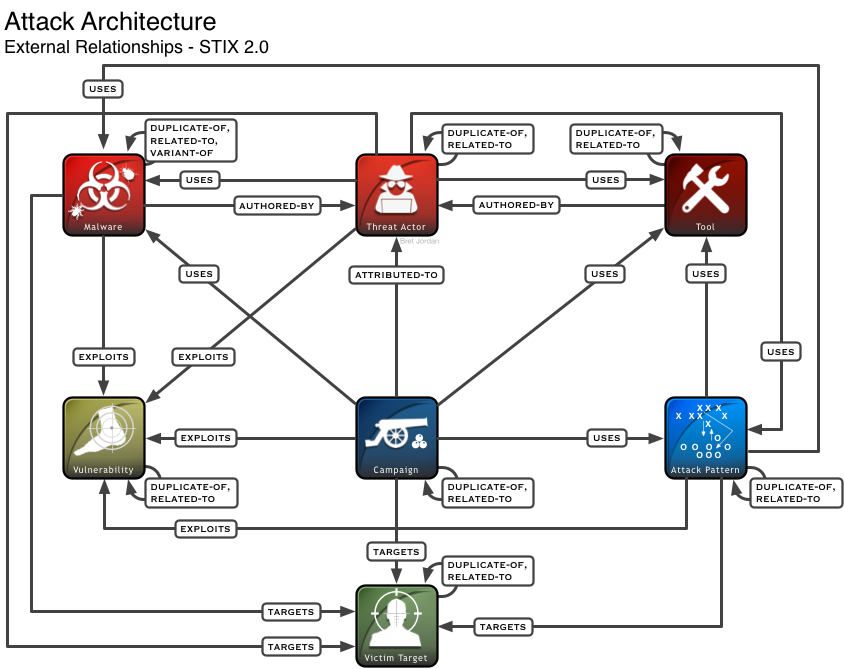 Attack Architecture
External Relationships - STIX 2.0
USES
DUPLICATE-OF,
RELATED-TO,
VARIANT-OF
DUPLICATE-OF,
RELATED-TO
DUPLICATE-OF,
RELATED-TO
USES
USES
AUTHORED-BY
AUTHORED-BY
Malware
Threat Actor
Tool
Bret Jordan
USES
ATTRIBUTED-TO
USES
USES
EXPLOITS
EXPLOITS
USES
X X X
X X X X
X
O
O O O O
O O O
EXPLOITS
USES
Vulnerability
Campaign
Attack Pattern
DUPLICATE-OF,
RELATED-TO
DUPLICATE-OF,
RELATED-TO
DUPLICATE-OF,
RELATED-TO
EXPLOITS
TARGETS
DUPLICATE-OF,
RELATED-TO
TARGETS
TARGETS
TARGETS
Victim Target